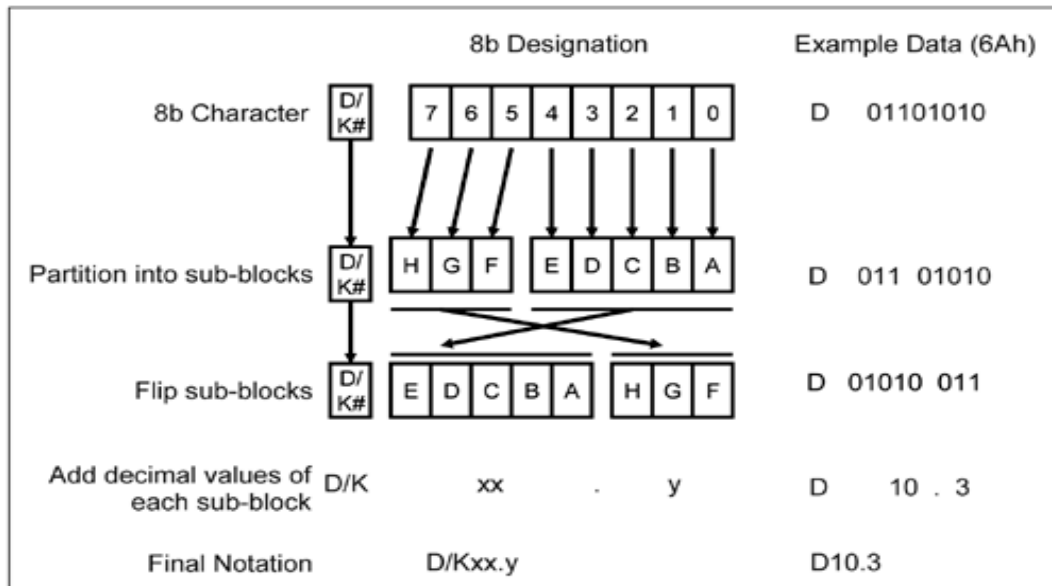 8b Designation Example Data (6Ah)
8b Character D/ K# 7 6 5 4 3 2 1 0 D 01101010
Partition into sub-blocks D/ K# H G F E D C B A D 011 01010
Flip sub-blocks D/ K# E D C B A H G F D 01010 011
Add decimal values of
each sub-block D/K xx . y D 10 . 3
Final Notation D/Kxx.y D10.3